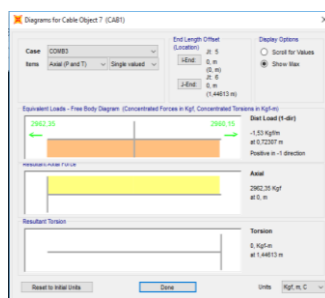 Diagrams for Cable Object 7 (CAB1)
Case
COMB3
Items
Axial (P and T)
Single valued
End Length Offset
(Location)
Jt: 5
I-End:
0, m
(0, m)
Jt: 6
J-End:
0, m
(1,44613 m)
Display Options
Scroll for Values
Show Max
Equivalent Loads - Free Body Diagram (Concentrated Forces in Kgf, Concentrated Torsions in Kgf-m)
2962,35
2960,15
Dist Load (1-dir)
-1,53 Kgf/m
at 0,72307 m
Positive in -1 direction
Resultant Axial Force
Axial
2962,35 Kgf
at 0, m
Resultant Torsion
Torsion
0, Kgf-m
at 1,44613 m
Reset to Initial Units
Done
Units
Kgf, m, C